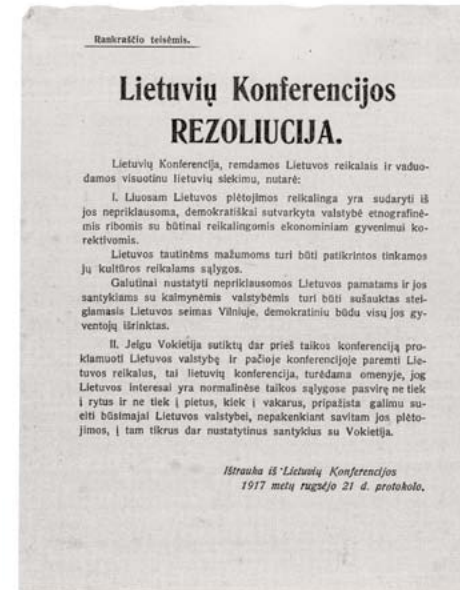 Rankraščio teisėmis.
Lietuvių Konferencijos
REZOLIUCIJA.
Lietuvių Konferencija, remdamos Lietuvos reikalais ir vaduo-
damos visuotinu lietuvių siekimu, nutarė:
I. Liuosam Lietuvos plėtojimos reikalinga yra sudaryti iš
jos nepriklausoma, demokratiškai sutvarkyta valstybė etnografinė-
mis ribomis su būtinai reikalingomis ekonominiam gyvenimui ko-
rektivomis.
Lietuvos tautinėms mažumoms turi būti patikrintos tinkamos
jų kultūros reikalams sąlygos.
Galutinai nustatyti nepriklausomos Lietuvos pamatams ir jos
santykiams su kaimynėmis valstybėmis turi būti sušauktas stei-
giamasis Lietuvos seimas Vilniuje, demokratiniu būdu visų jos gy-
ventojų išrinktas.
II. Jeigu Vokietija sutiktų dar prieš taikos konferenciją pro-
klamuoti Lietuvos valstybę ir pačioje konferencijoje paremti Lie-
tuvos reikalus, tai lietuvių konferencija, turėdama omenyje, jog
Lietuvos interesai yra normalinėse taikos sąlygose pasvirę ne tiek
į rytus ir ne tiek į pietus, kiek į vakarus, pripažįsta galimu su-
eiti būsimajai Lietuvos valstybei, nepakenkiant savitam jos plėto-
jimos, į tam tikrus dar nustatytinus santykius su Vokietija.
Ištrauka iš Lietuvių Konferencijos
1917 metų rugsėjo 21 d. protokolo.